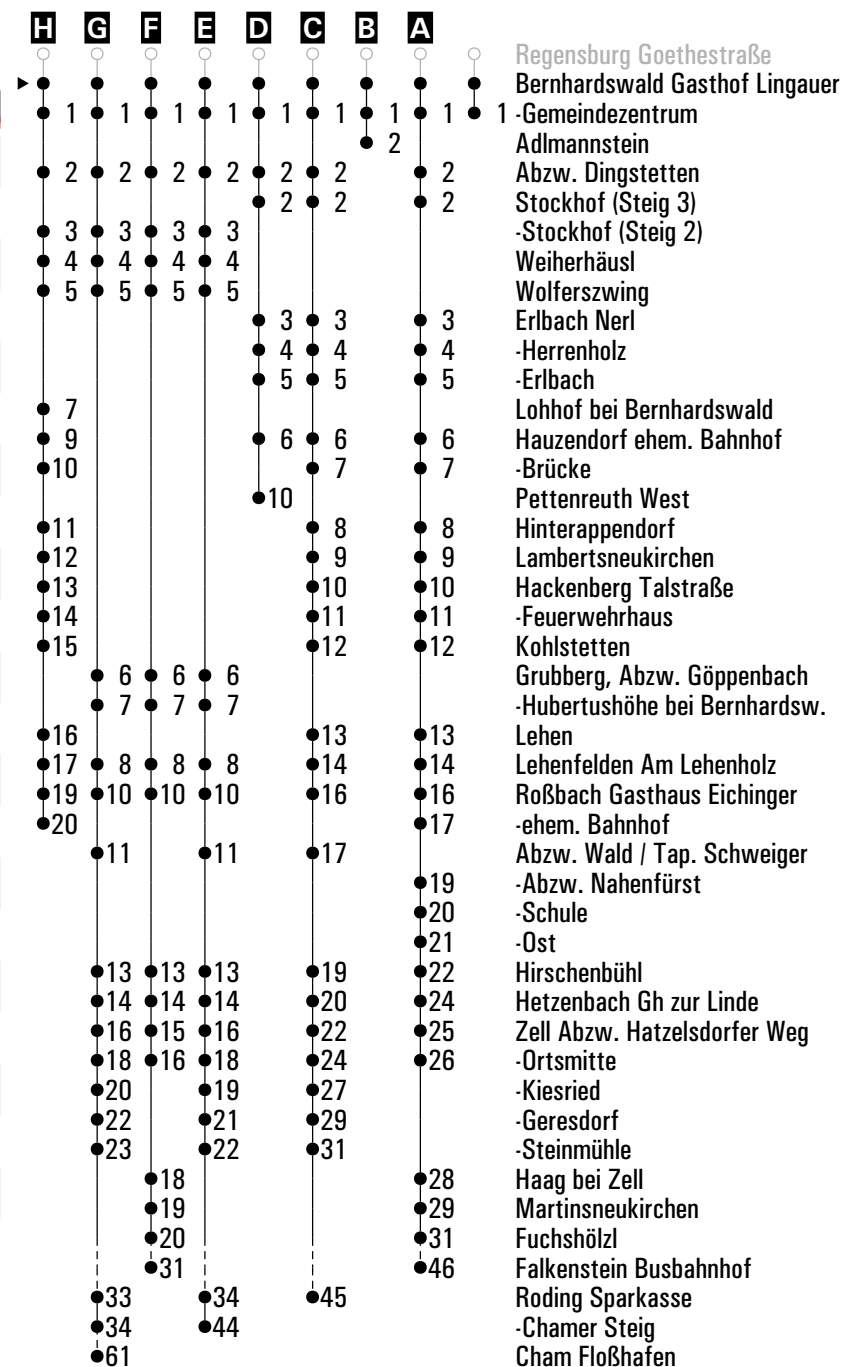 H G F E D C B A
Regensburg Goethestraße
Bernhardswald Gasthof Lingauer
1 1 1 1 1 1 1 1 1 -Gemeindezentrum
2 Adlmannstein
2 2 2 2 2 2 2 Abzw. Dingstetten
2 2 2 Stockhof (Steig 3)
3 3 3 3 -Stockhof (Steig 2)
4 4 4 4 Weiherhäusl
5 5 5 5 Wolferszwing
3 3 3 Erlbach Nerl
4 4 4 -Herrenholz
5 5 5 -Erlbach
7 Lohhof bei Bernhardswald
9 6 6 6 Hauzendorf ehem. Bahnhof
10 7 7 -Brücke
10 Pettenreuth West
11 8 8 Hinterappendorf
12 9 9 Lambertsneukirchen
13 10 10 Hackenberg Talstraße
14 11 11 -Feuerwehrhaus
15 12 12 Kohlstetten
6 6 6 Grubberg, Abzw. Göppenbach
7 7 7 -Hubertushöhe bei Bernhardsw.
16 13 13 Lehen
17 8 8 8 14 14 Lehenfelden Am Lehenholz
19 10 10 10 16 16 Roßbach Gasthaus Eichinger
20 17 -ehem. Bahnhof
11 11 17 Abzw. Wald / Tap. Schweiger
19 -Abzw. Nahenfürst
20 -Schule
21 -Ost
13 13 13 19 22 Hirschenbühl
14 14 14 20 24 Hetzenbach Gh zur Linde
16 15 16 22 25 Zell Abzw. Hatzelsdorfer Weg
18 16 18 24 26 -Ortsmitte
20 19 27 -Kiesried
22 21 29 -Geresdorf
23 22 31 -Steinmühle
18 28 Haag bei Zell
19 29 Martinsneukirchen
20 31 Fuchshölzl
31 46 Falkenstein Busbahnhof
33 34 45 Roding Sparkasse
34 44 -Chamer Steig
61 Cham Floßhafen